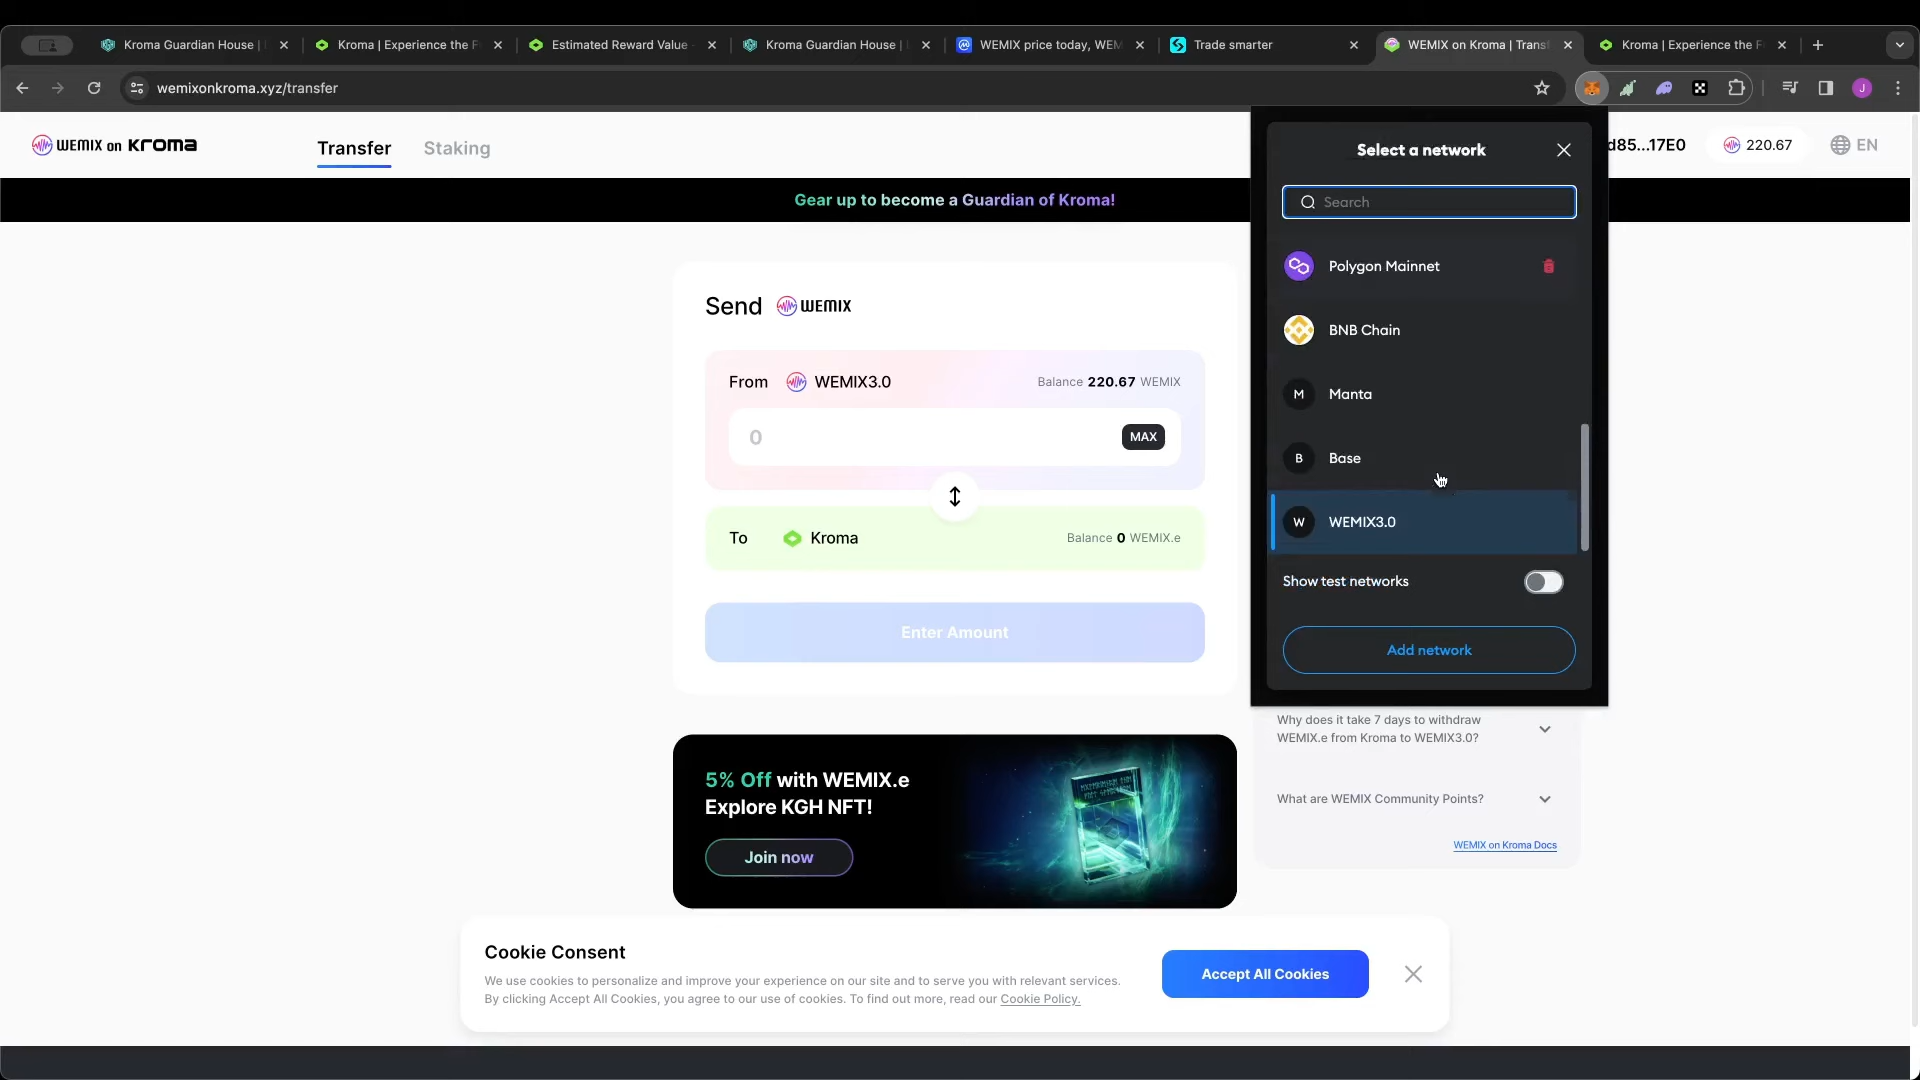 Kroma Guardian House |
Kroma | Experience the F
Estimated Reward Value
Kroma Guardian House |
WEMIX price today, WEM
Trade smarter
WEMIX on Kroma | Trans
Kroma | Experience the F
wemixonkroma.xyz/transfer
J
WEMIX on Kroma
Transfer
Staking
d85...17E0
220.67
EN
Gear up to become a Guardian of Kroma!
Send WEMIX
From WEMIX3.0
Balance 220.67 WEMIX
0
MAX
To Kroma
Balance 0 WEMIX.e
Enter Amount
Select a network
Search
Polygon Mainnet
BNB Chain
M Manta
B Base
W WEMIX3.0
Show test networks
Add network
Why does it take 7 days to withdraw
WEMIX.e from Kroma to WEMIX3.0?
What are WEMIX Community Points?
WEMIX on Kroma Docs
5% Off with WEMIX.e
Explore KGH NFT!
Join now
Cookie Consent
We use cookies to personalize and improve your experience on our site and to serve you with relevant services.
By clicking Accept All Cookies, you agree to our use of cookies. To find out more, read our Cookie Policy.
Accept All Cookies